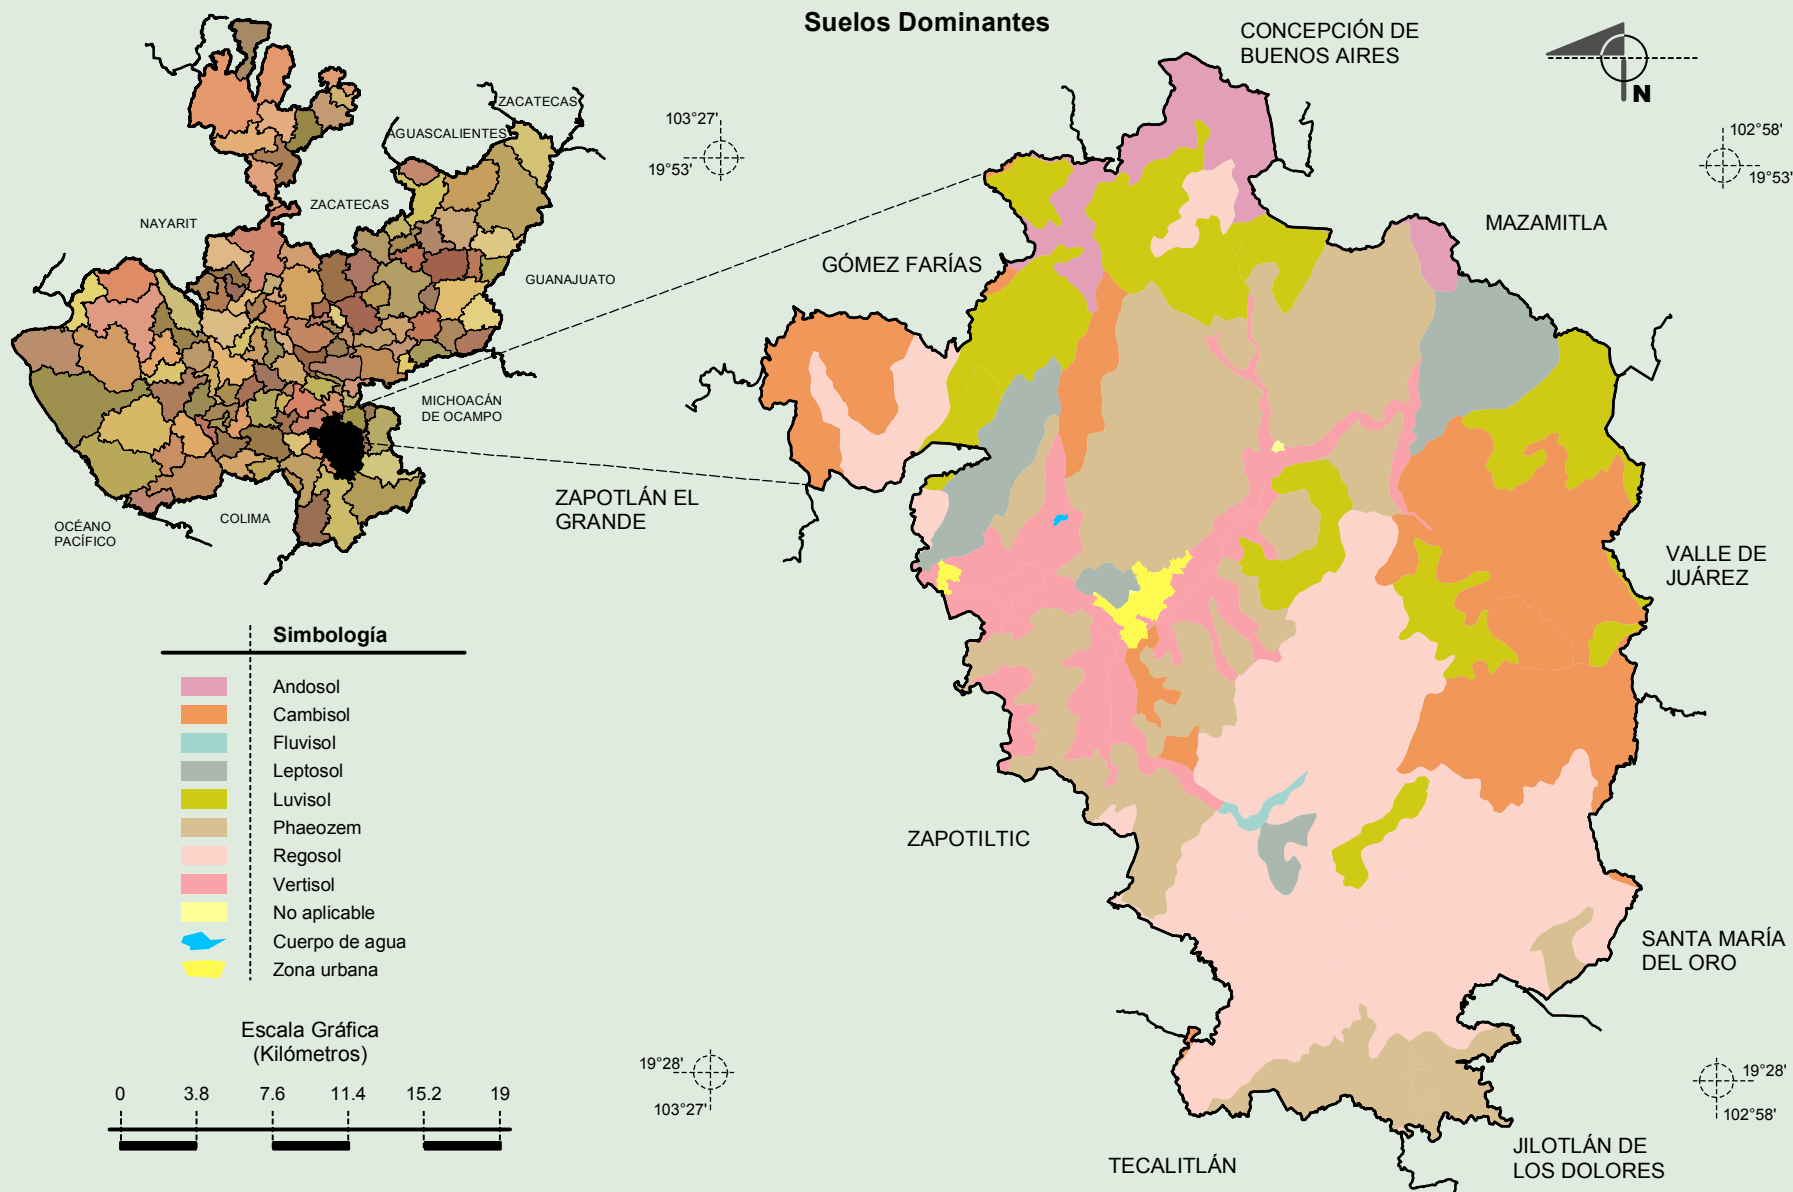 Suelos Dominantes
CONCEPCIÓN DE
BUENOS AIRES
N
103°27'
19°53'
102°58'
19°53'
ZACATECAS
AGUASCALIENTES
ZACATECAS
NAYARIT
GUANAJUATO
MICHOACÁN
DE OCAMPO
COLIMA
OCÉANO
PACÍFICO
MAZAMITLA
GÓMEZ FARÍAS
ZAPOTLÁN EL
GRANDE
VALLE DE
JUÁREZ
ZAPOTILTIC
SANTA MARÍA
DEL ORO
TECALITLÁN
JILOTLÁN DE
LOS DOLORES
Simbología
Andosol
Cambisol
Fluvisol
Leptosol
Luvisol
Phaeozem
Regosol
Vertisol
No aplicable
Cuerpo de agua
Zona urbana
Escala Gráfica
(Kilómetros)
0 3.8 7.6 11.4 15.2 19
19°28'
103°27'
19°28'
102°58'